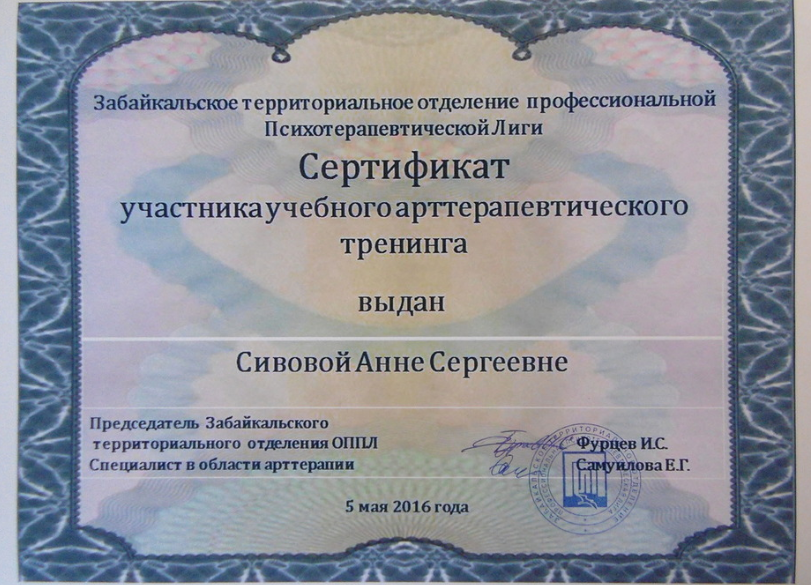 Забайкальское территориальное отделение профессиональной
Психотерапевтической Лиги
Сертификат
участника учебного арттерапевтического
тренинга
выдан
Сивовой Анне Сергеевне
Председатель Забайкальского
территориального отделения ОППЛ Фурцев И.С.
Специалист в области арттерапии Самуилова Е.Г.
5 мая 2016 года